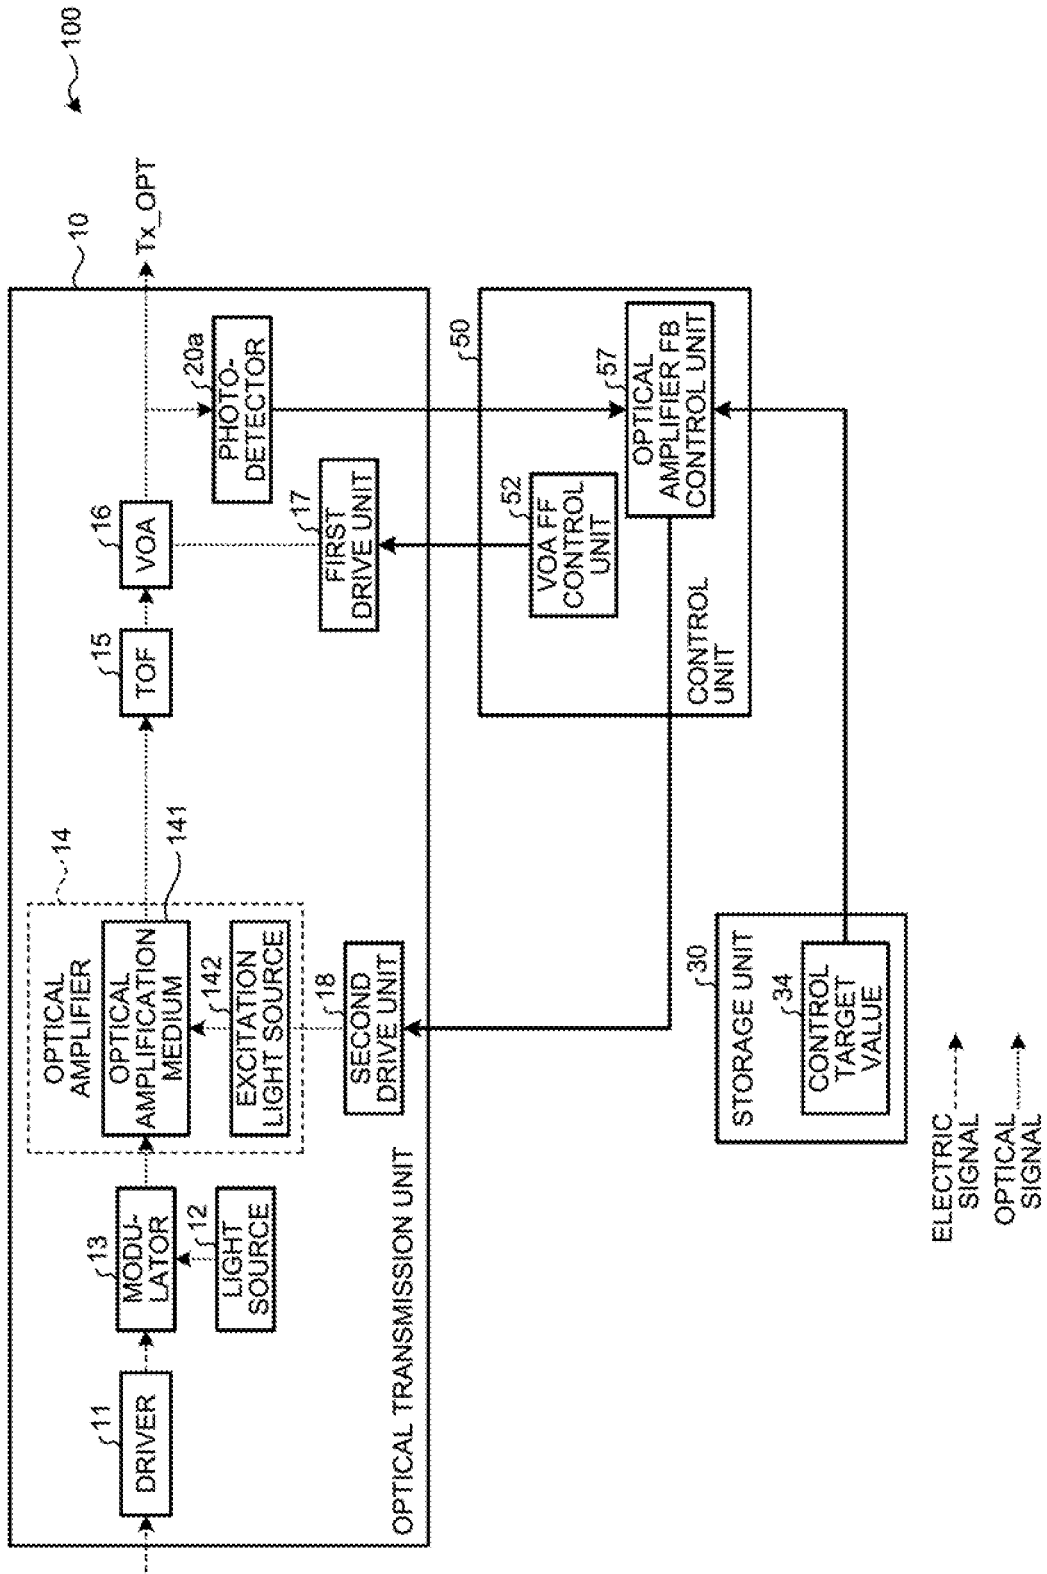 100
10
Tx_OPT
14
OPTICAL
AMPLIFIER
141
OPTICAL
AMPLIFICATION
MEDIUM
142
EXCITATION
LIGHT SOURCE
11
DRIVER
13
MODU-
LATOR
12
LIGHT
SOURCE
15
TOF
16
VOA
20a
PHOTO-
DETECTOR
17
FIRST
DRIVE UNIT
18
SECOND
DRIVE UNIT
OPTICAL TRANSMISSION UNIT
50
52
VOA FF
CONTROL
UNIT
57
OPTICAL
AMPLIFIER FB
CONTROL UNIT
CONTROL
UNIT
30
STORAGE UNIT
34
CONTROL
TARGET
VALUE
ELECTRIC
SIGNAL
OPTICAL
SIGNAL